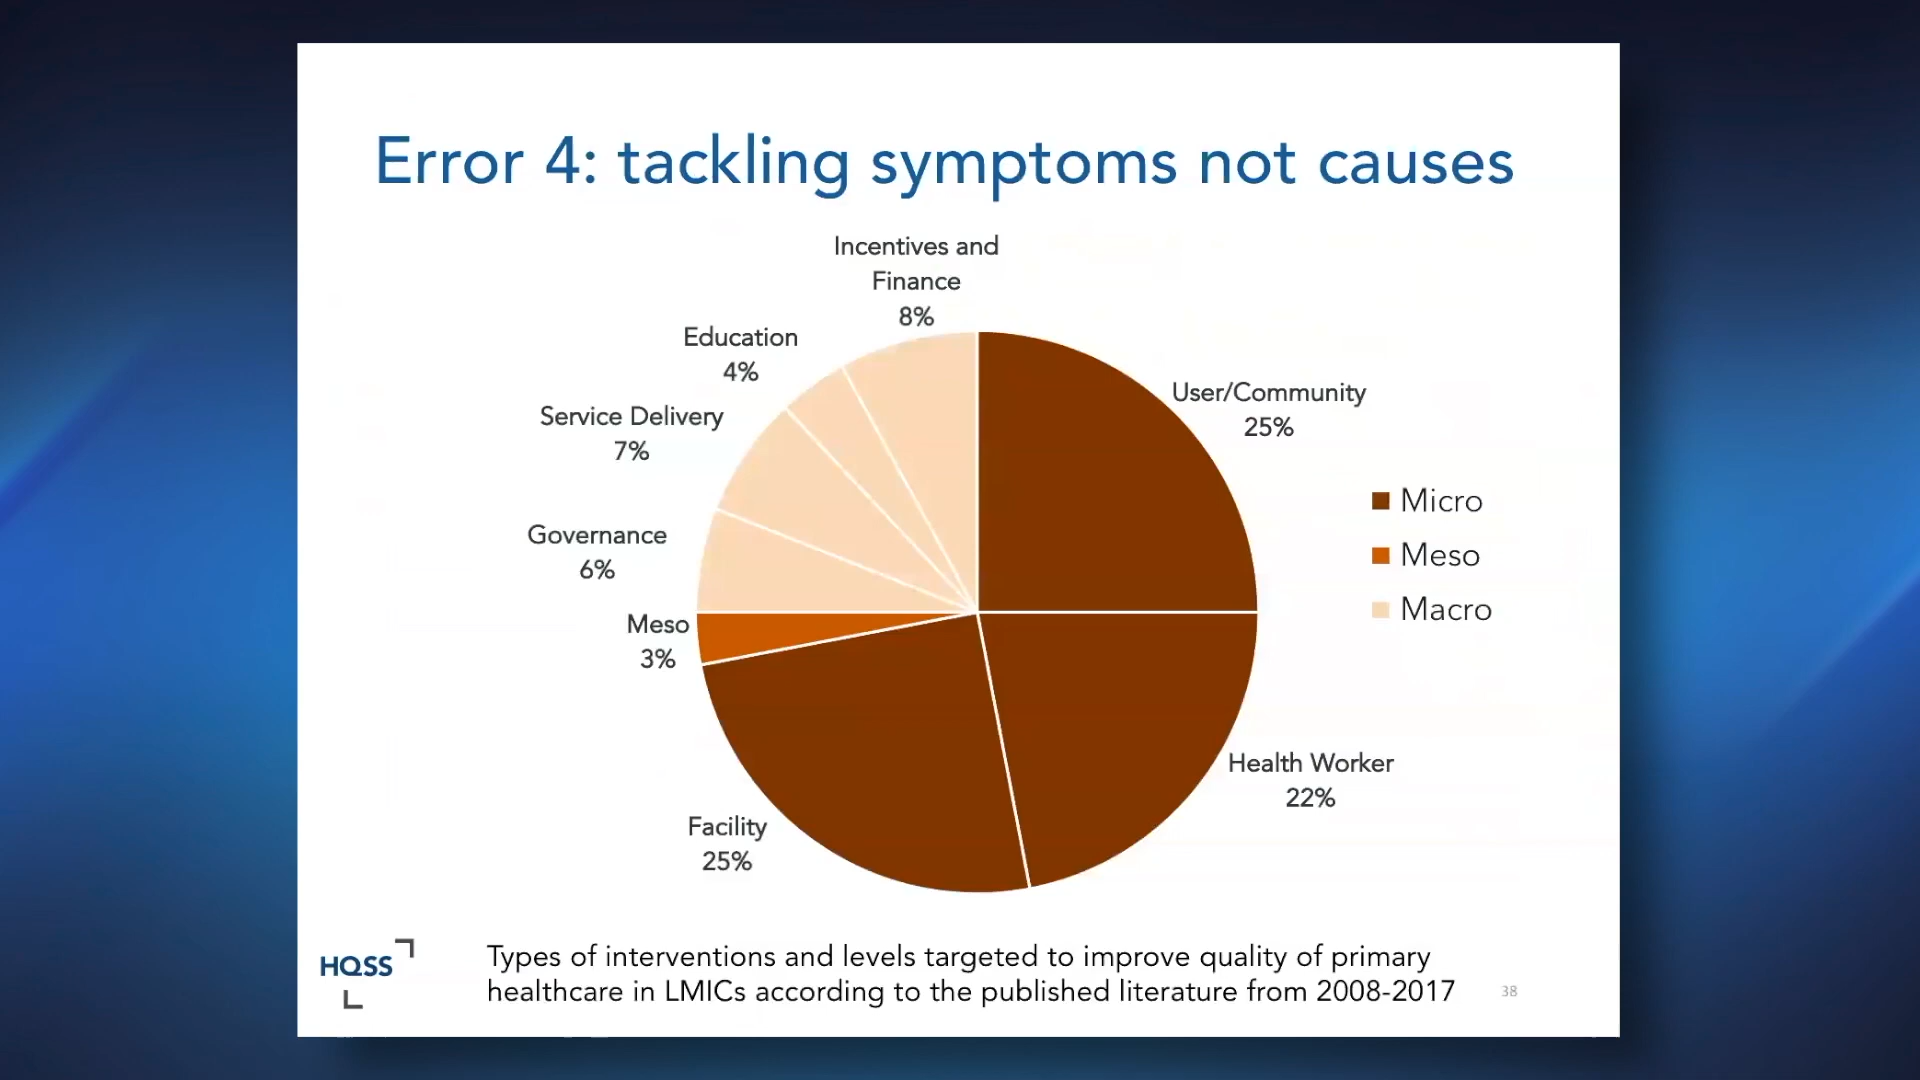 Error 4: tackling symptoms not causes
Incentives and
Finance
8%
Education
4%
Service Delivery
7%
Governance
6%
Meso
3%
Facility
25%
User/Community
25%
Health Worker
22%
Micro
Meso
Macro
HQSS
Types of interventions and levels targeted to improve quality of primary
healthcare in LMICs according to the published literature from 2008-2017
38